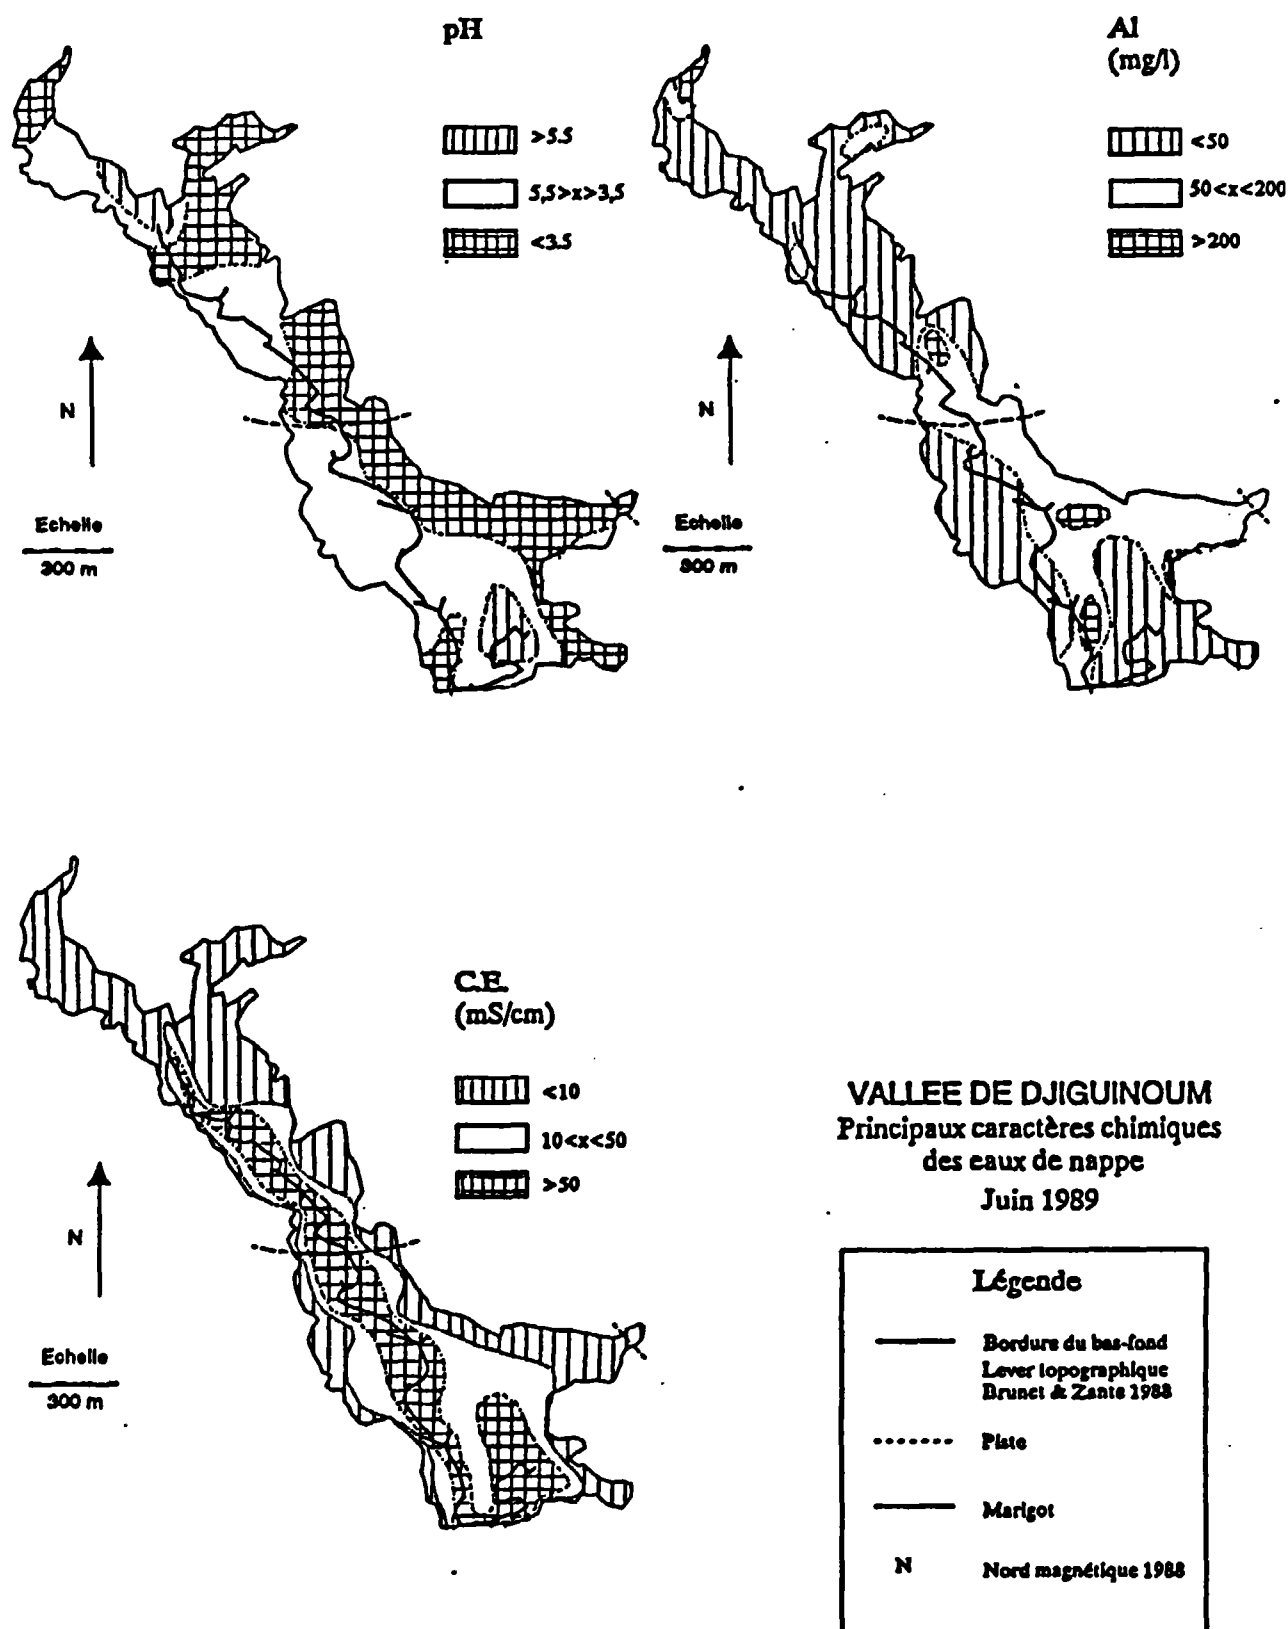 pH
>5.5
5,5>x>3,5
<3.5
N
Echelle
300 m
Al
(mg/l)
<50
50<x<200
>200
N
Echelle
300 m
C.E.
(mS/cm)
<10
10<x<50
>50
N
Echelle
300 m
VALLEE DE DJIGUINOUM
Principaux caractères chimiques
des eaux de nappe
Juin 1989
Légende
Bordure du bas-fond
Lever topographique
Brunet & Zante 1988
Piste
Marigot
N Nord magnétique 1988